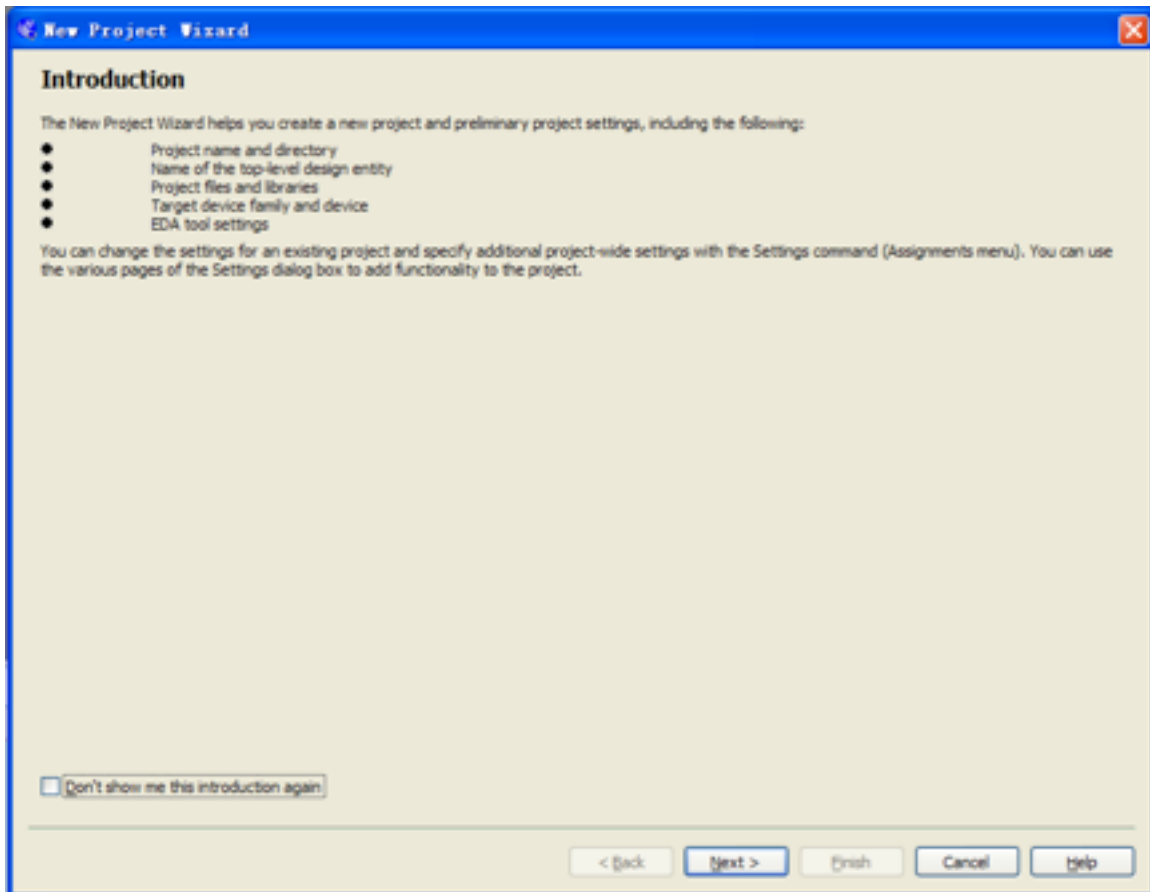 New Project Wizard
Introduction
The New Project Wizard helps you create a new project and preliminary project settings, including the following:
● Project name and directory
● Name of the top-level design entity
● Project files and libraries
● Target device family and device
● EDA tool settings
You can change the settings for an existing project and specify additional project-wide settings with the Settings command (Assignments menu). You can use
the various pages of the Settings dialog box to add functionality to the project.
Don't show me this introduction again
< Back Next > Finish Cancel Help